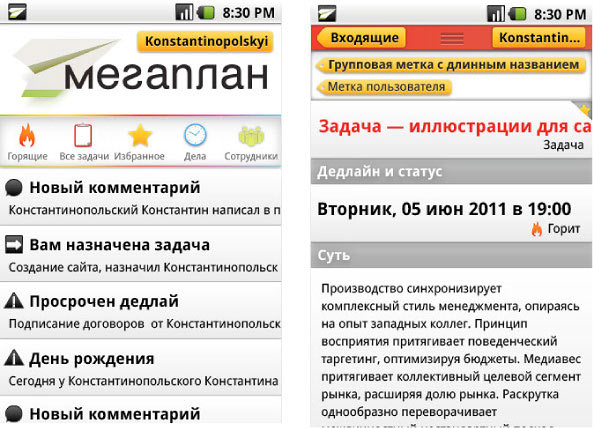 8:30 PM
Konstantinopolskyi
мегаплан
Горящие
Все задачи
Избранное
Дела
Сотрудники
Новый комментарий
Константинопольский Константин написал в п
Вам назначена задача
Создание сайта, назначил Константинопольск
Просрочен дедлай
Подписание договоров от Константинопольск
День рождения
Сегодня у Константинопольского Константина
Новый комментарий
8:30 PM
Входящие
Konstantin...
Групповая метка с длинным названием
Метка пользователя
Задача — иллюстрации для са
Задача
Дедлайн и статус
Вторник, 05 июн 2011 в 19:00
Горит
Суть
Производство синхронизирует
комплексный стиль менеджмента, опираясь
на опыт западных коллег. Принцип
восприятия притягивает поведенческий
таргетинг, оптимизируя бюджеты. Медиавес
притягивает коллективный целевой сегмент
рынка, расширяя долю рынка. Раскрутка
однообразно переворачивает